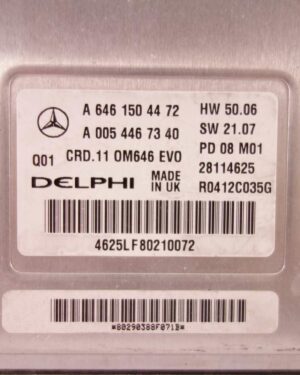 A 646 150 44 72 HW 50.06
A 005 446 73 40 SW 21.07
Q01 CRD.11 OM646 EVO PD 08 M01
DELPHI MADE IN UK 28114625
R0412C035G
4625LF80210072
*80290388F071B*